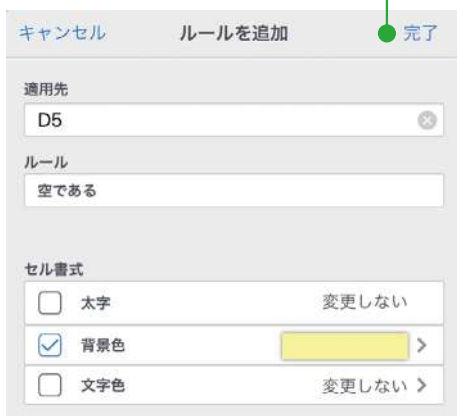 キャンセル ルールを追加 完了
適用先
D5
ルール
空である
セル書式
太字 変更しない
背景色
文字色 変更しない